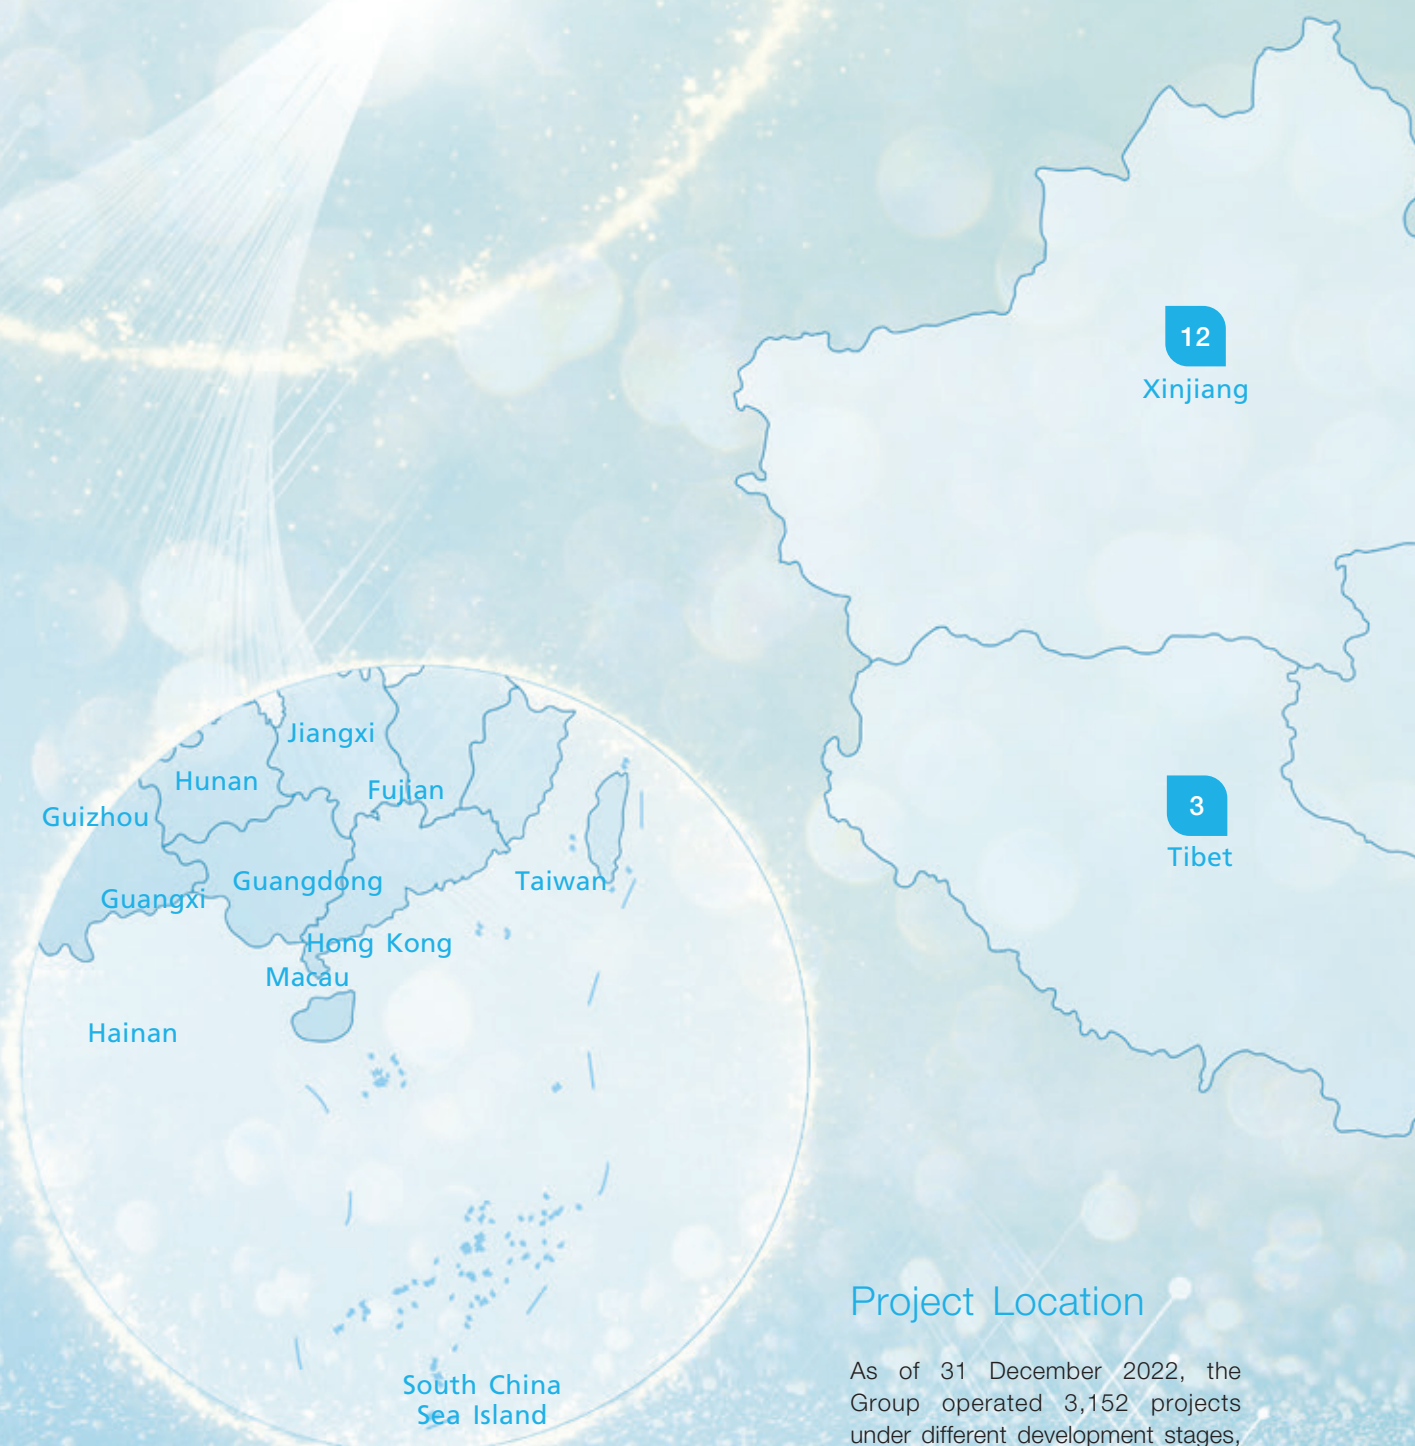 12
Xinjiang
Jiangxi
Hunan
Fujian
Guizhou
3
Tibet
Guangdong
Taiwan
Guangxi
Hong Kong
Macau
Hainan
South China
Sea Island
Project Location
As of 31 December 2022, the
Group operated 3,152 projects
under different development stages,